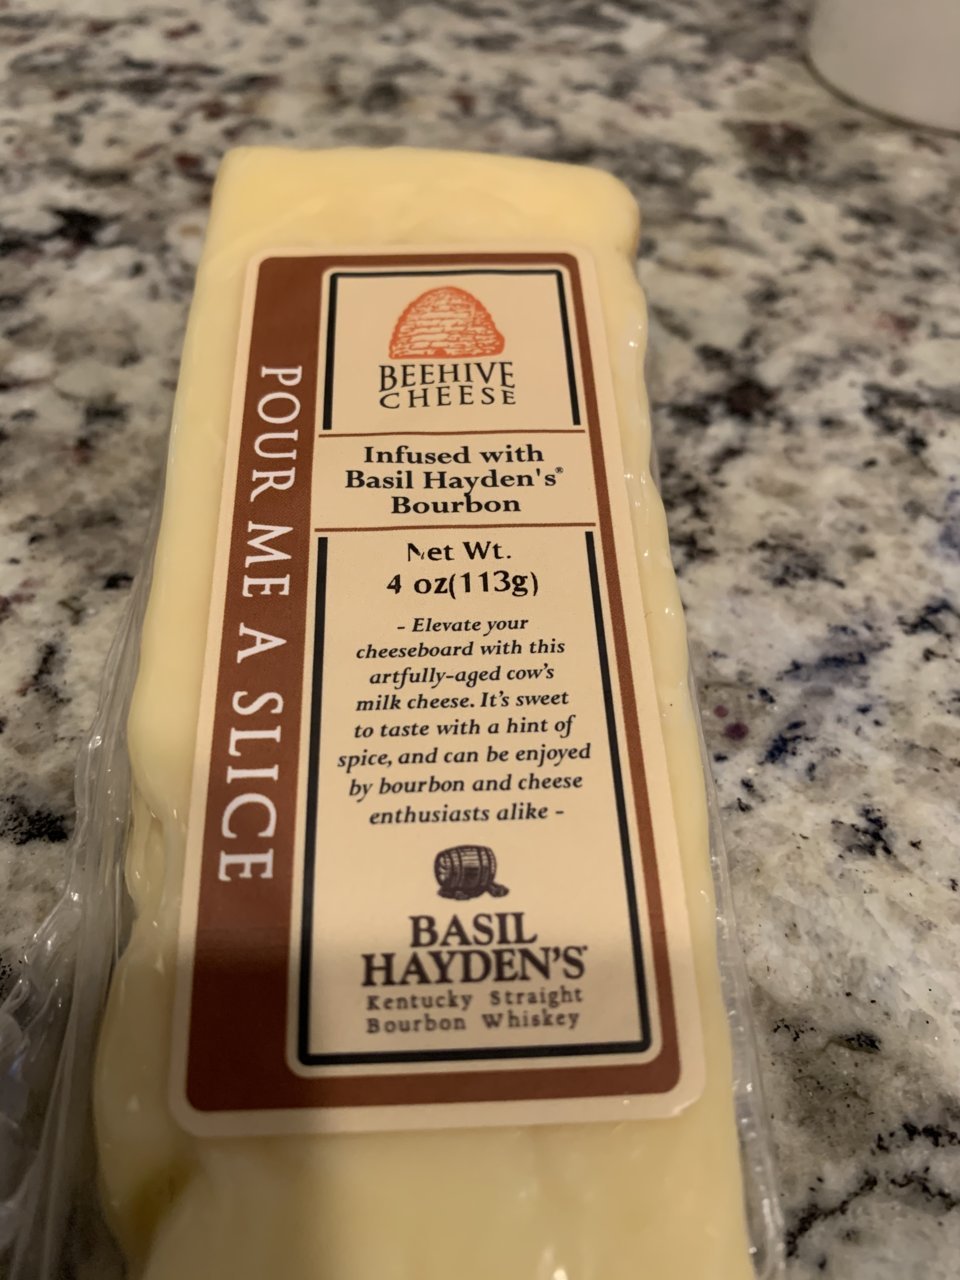 POUR ME A SLICE
BEEHIVE
CHEESE
Infused with
Basil Hayden's®
Bourbon
Net Wt.
4 oz(113g)
- Elevate your
cheeseboard with this
artfully-aged cow's
milk cheese. It's sweet
to taste with a hint of
spice, and can be enjoyed
by bourbon and cheese
enthusiasts alike -
BASIL
HAYDEN'S
Kentucky Straight
Bourbon Whiskey